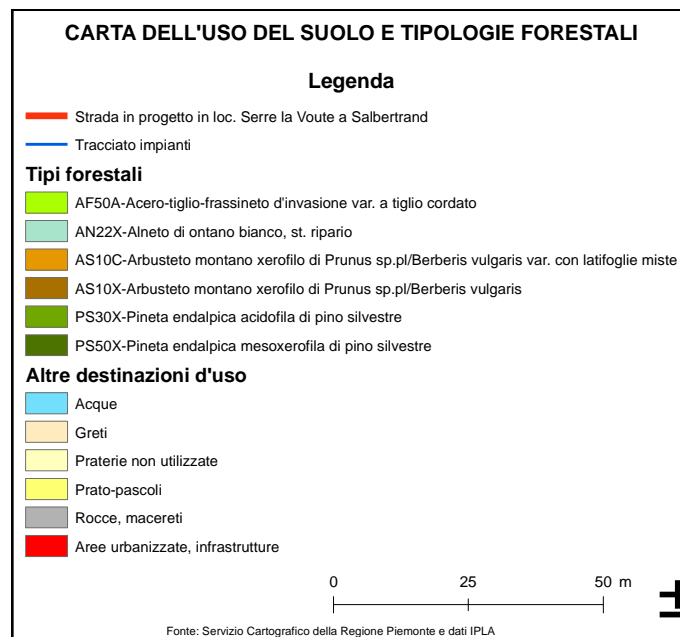 CARTA DELL'USO DEL SUOLO E TIPOLOGIE FORESTALI
Legenda
Strada in progetto in loc. Serre la Voute a Salbertrand
Tracciato impianti
Tipi forestali
AF50A-Acero-tiglio-frassineto d'invasione var. a tiglio cordato
AN22X-Alneto di ontano bianco, st. ripario
AS10C-Arbusteto montano xerofilo di Prunus sp.pl/Berberis vulgaris var. con latifoglie miste
AS10X-Arbusteto montano xerofilo di Prunus sp.pl/Berberis vulgaris
PS30X-Pineta endalpica acidofila di pino silvestre
PS50X-Pineta endalpica mesoxerofila di pino silvestre
Altre destinazioni d'uso
Acque
Greti
Praterie non utilizzate
Prato-pascoli
Rocce, macereti
Aree urbanizzate, infrastrutture
0 25 50 m
Fonte: Servizio Cartografico della Regione Piemonte e dati IPLA